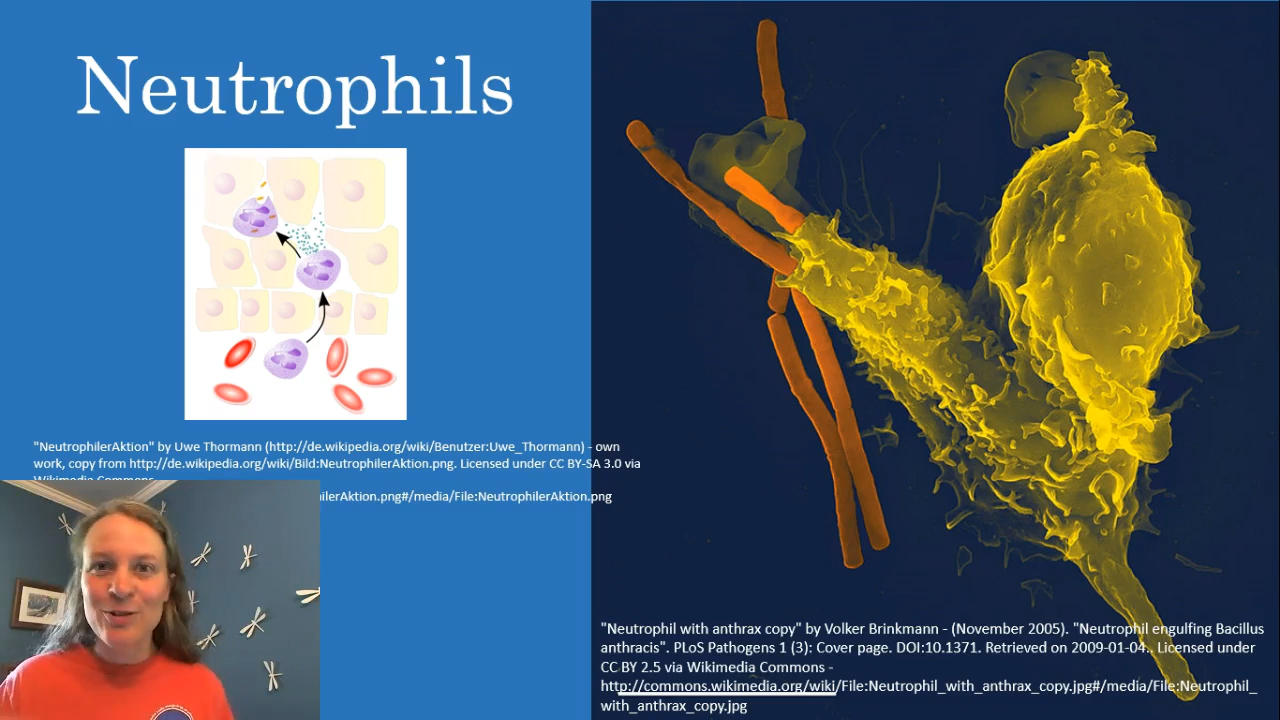 Neutrophils
"NeutrophilerAktion" by Uwe Thormann (http://de.wikipedia.org/wiki/Benutzer:Uwe_Thormann) - own
work, copy from http://de.wikipedia.org/wiki/Bild:NeutrophilerAktion.png. Licensed under CC BY-SA 3.0 via
Wikimedia Commons
ilerAktion.png#/media/File:NeutrophilerAktion.png
"Neutrophil with anthrax copy" by Volker Brinkmann - (November 2005). "Neutrophil engulfing Bacillus
anthracis". PLoS Pathogens 1 (3): Cover page. DOI:10.1371. Retrieved on 2009-01-04.. Licensed under
CC BY 2.5 via Wikimedia Commons -
http://commons.wikimedia.org/wiki/File:Neutrophil_with_anthrax_copy.jpg#/media/File:Neutrophil_
with_anthrax_copy.jpg